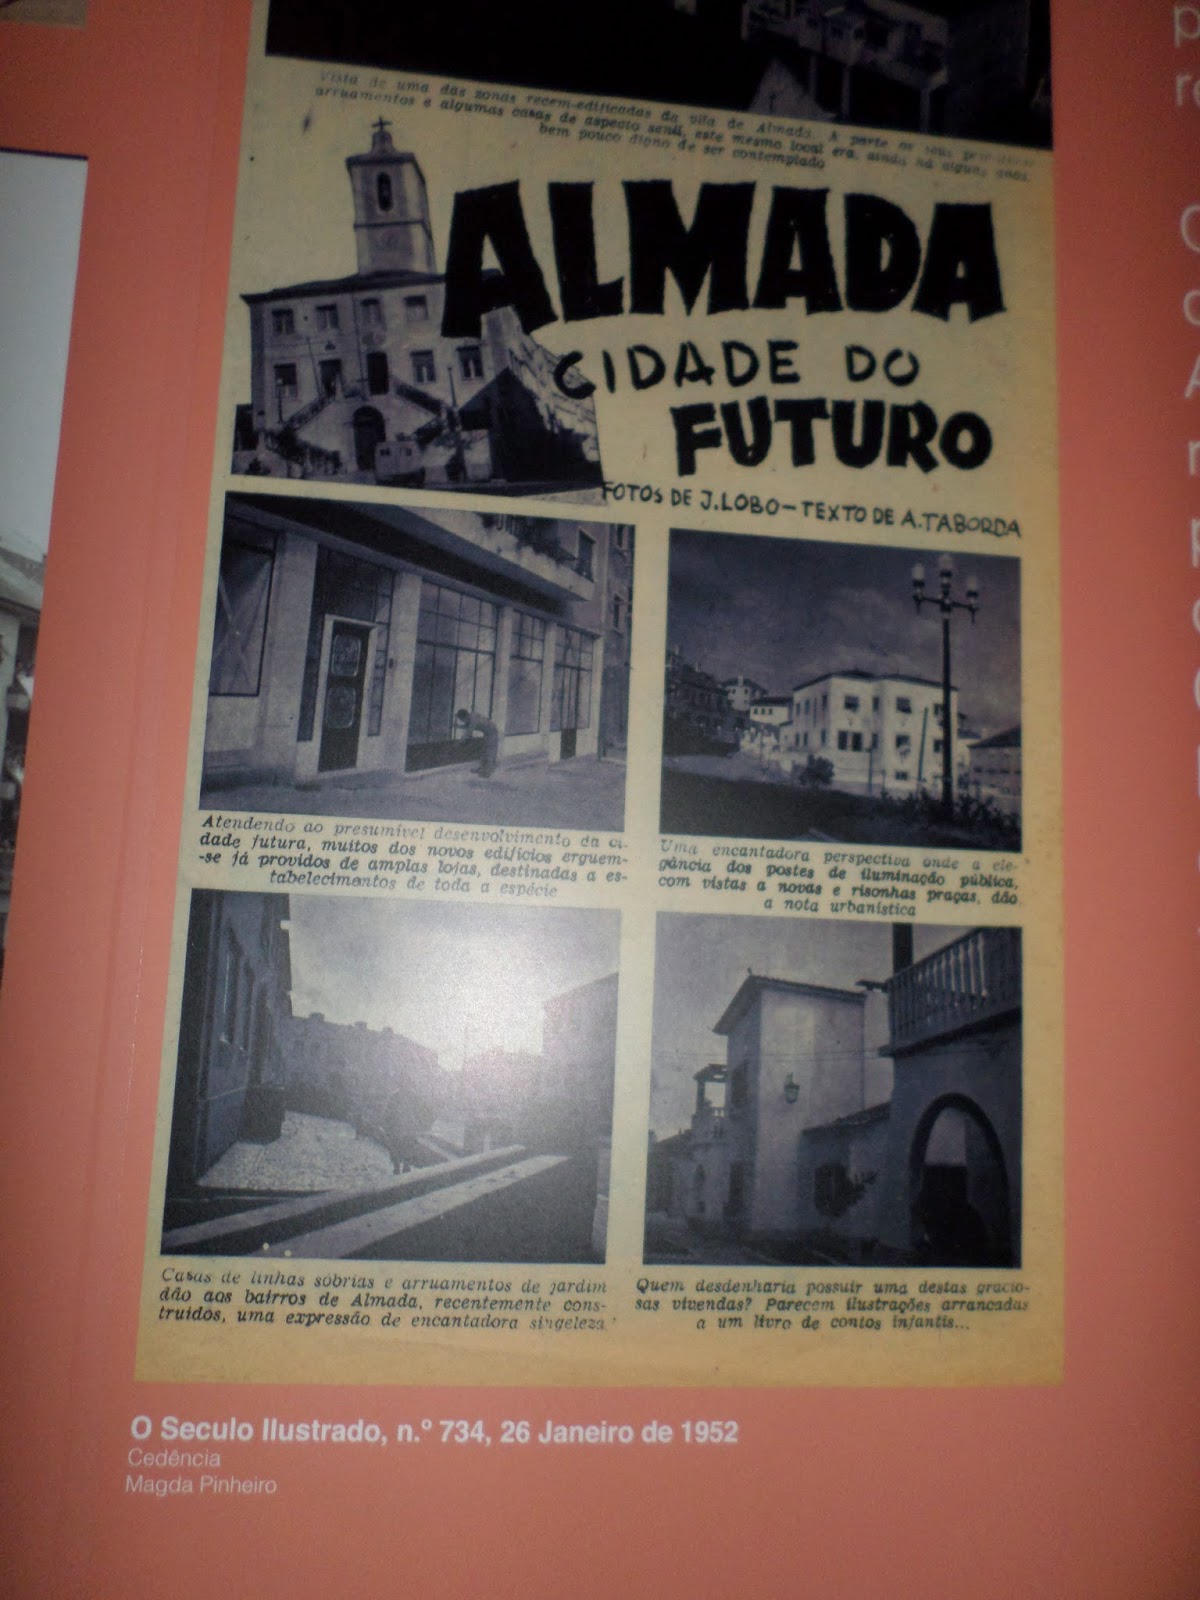 Vista de uma das zonas recem-edificadas da vila de Almada. A parte os seus
arruamentos e algumas casas de aspecto senil, este mesmo local era, ainda há alguns anos,
bem pouco digno de ser contemplado
ALMADA
CIDADE DO
FUTURO
FOTOS DE J. LOBO - TEXTO DE A. TABORDA
Atendendo ao presumível desenvolvimento da ci-
dade futura, muitos dos novos edifícios erguem-
-se já providos de amplas lojas, destinadas a es-
tabelecimentos de toda a espécie
Uma encantadora perspectiva onde a ele-
gância dos postes de iluminação pública,
com vistas a novas e risonhas praças, dão
a nota urbanística
Casas de linhas sóbrias e arruamentos de jardim
dão aos bairros de Almada, recentemente cons-
truídos, uma expressão de encantadora singeleza.
Quem desdenharia possuir uma destas gracio-
sas vivendas? Parecem ilustrações arrancadas
a um livro de contos infantis...
O Seculo Ilustrado, n.º 734, 26 Janeiro de 1952
Cedência
Magda Pinheiro